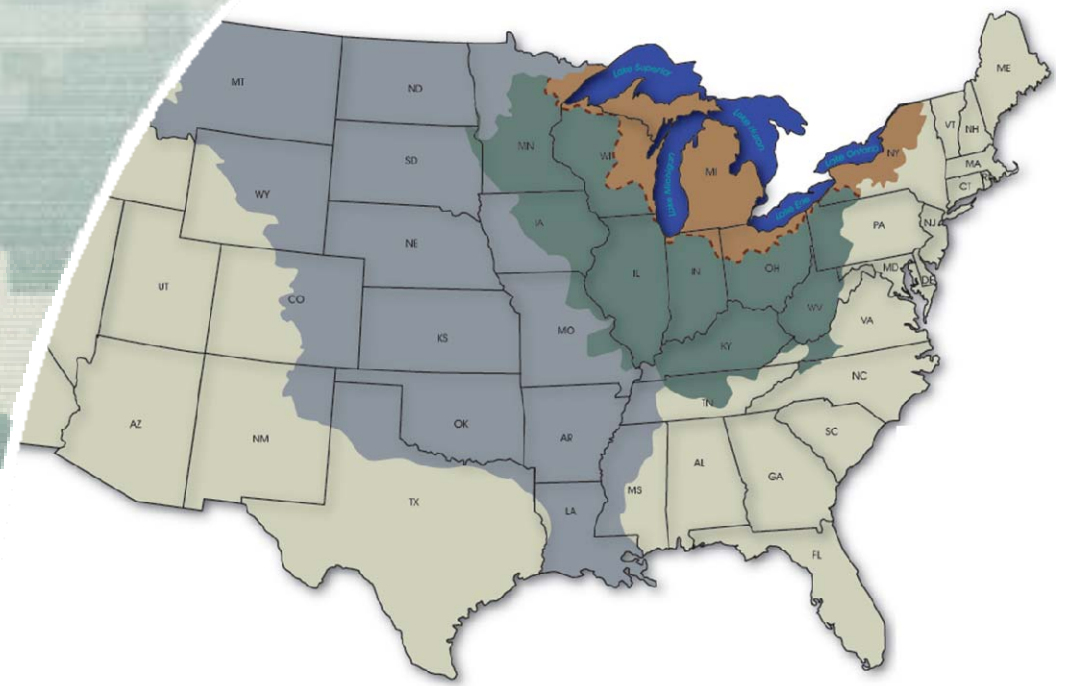 ME
MT
ND
Lake Superior
VT
NH
Lake Huron
MN
WI
SD
Lake Ontario
NY
MA
MI
Lake Michigan
CT
WY
Lake Erie
IA
PA
NJ
NE
MD
DE
UT
IL
IN
OH
CO
WV
VA
MO
KS
KY
NC
TN
AZ
NM
OK
AR
SC
AL
GA
MS
TX
LA
FL